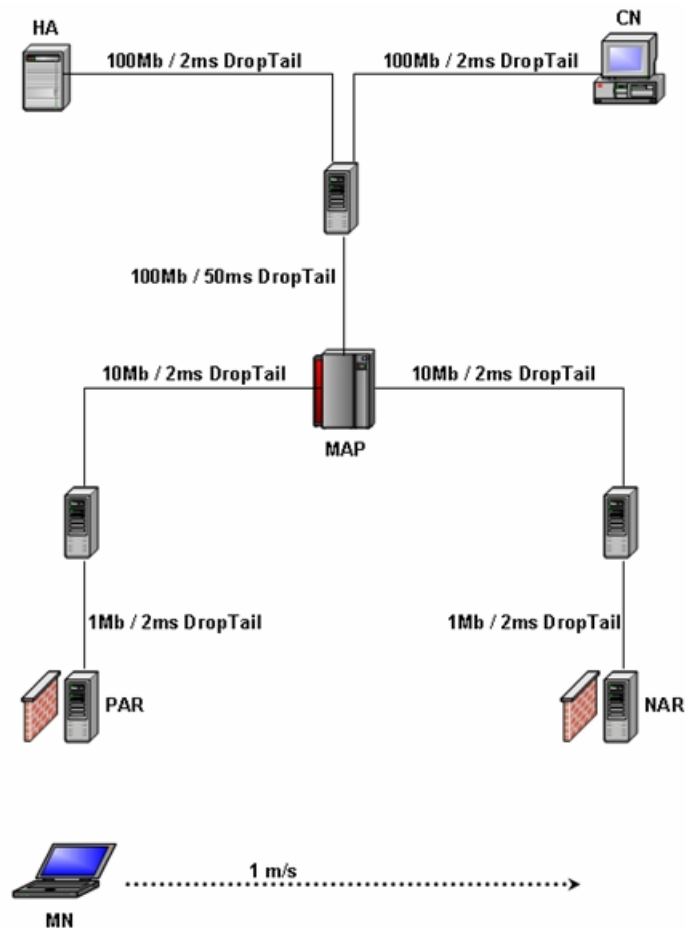 HA
CN
100Mb / 2ms DropTail
100Mb / 2ms DropTail
100Mb / 50ms DropTail
10Mb / 2ms DropTail
10Mb / 2ms DropTail
MAP
1Mb / 2ms DropTail
1Mb / 2ms DropTail
PAR
NAR
1 m/s
MN